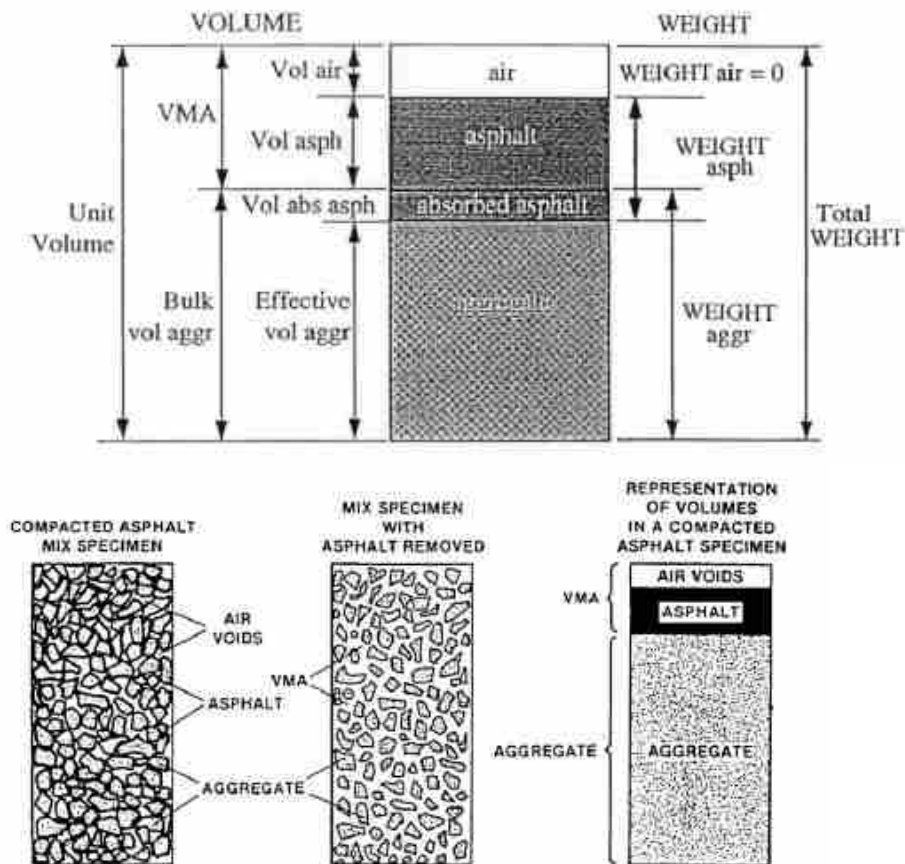 VOLUME
WEIGHT
Vol air
air
WEIGHT air = 0
VMA
Vol asph
asphalt
WEIGHT
asph
Vol abs asph
absorbed asphalt
Unit
Volume
Total
WEIGHT
Bulk
vol aggr
Effective
vol aggr
WEIGHT
aggr
COMPACTED ASPHALT
MIX SPECIMEN
MIX SPECIMEN
WITH
ASPHALT REMOVED
REPRESENTATION
OF VOLUMES
IN A COMPACTED
ASPHALT SPECIMEN
AIR
VOIDS
VMA
ASPHALT
AGGREGATE
VMA
AIR VOIDS
ASPHALT
AGGREGATE
AGGREGATE